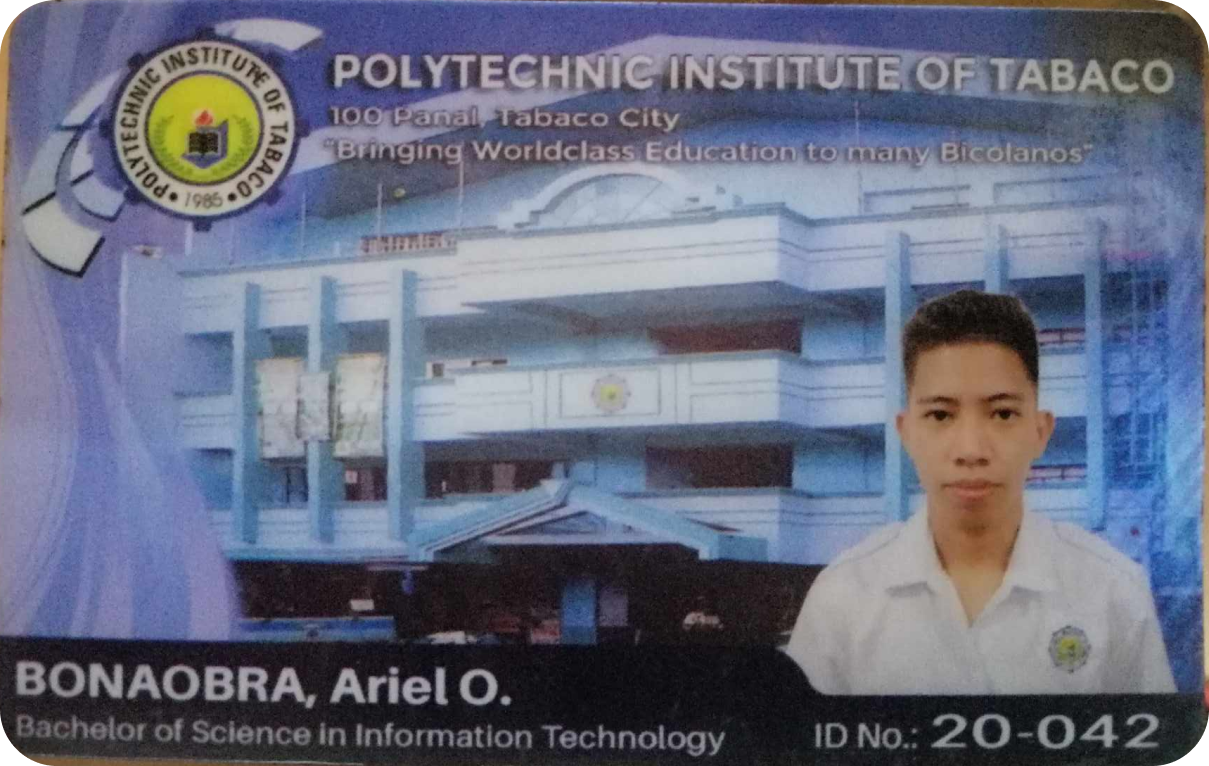 POLYTECHNIC INSTITUTE OF TABACO
• 1985 •
POLYTECHNIC INSTITUTE OF TABACO
100 Panal, Tabaco City
"Bringing Worldclass Education to many Bicolanos"
BONAOBRA, Ariel O.
Bachelor of Science in Information Technology
ID No.: 20-042